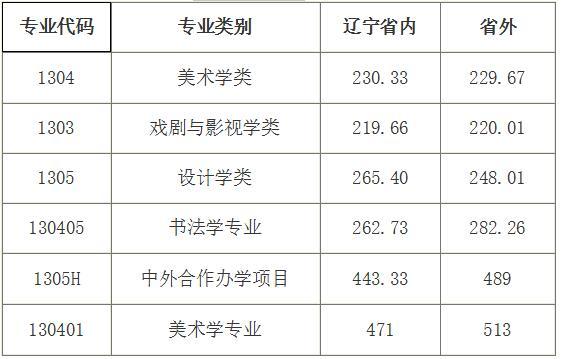 专业代码 专业类别 辽宁省内 省外
1304 美术学类 230.33 229.67
1303 戏剧与影视学类 219.66 220.01
1305 设计学类 265.40 248.01
130405 书法学专业 262.73 282.26
1305H 中外合作办学项目 443.33 489
130401 美术学专业 471 513